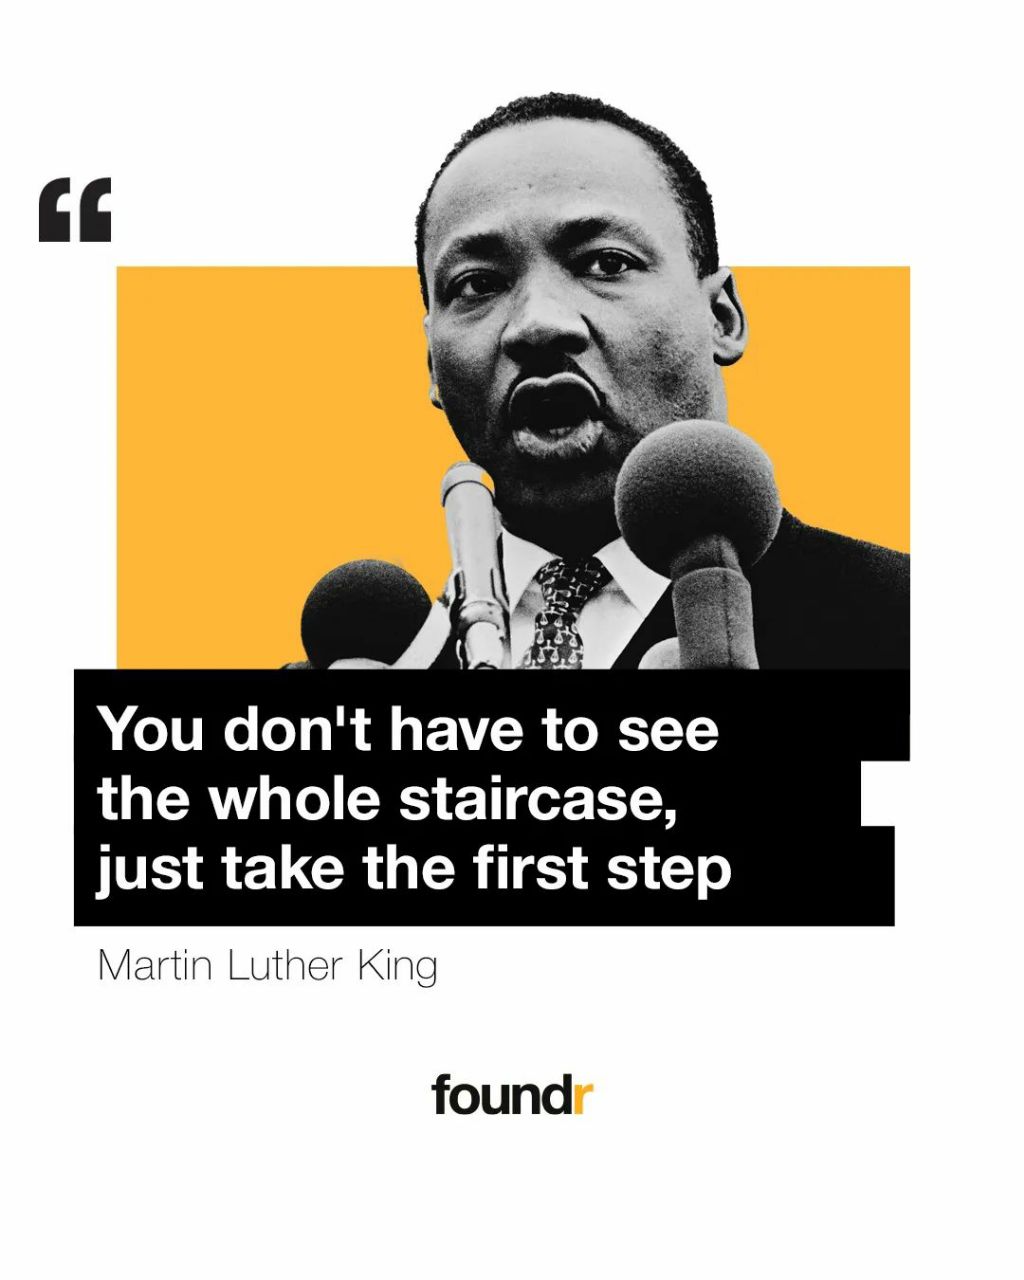 “
You don't have to see
the whole staircase,
just take the first step
Martin Luther King
foundr